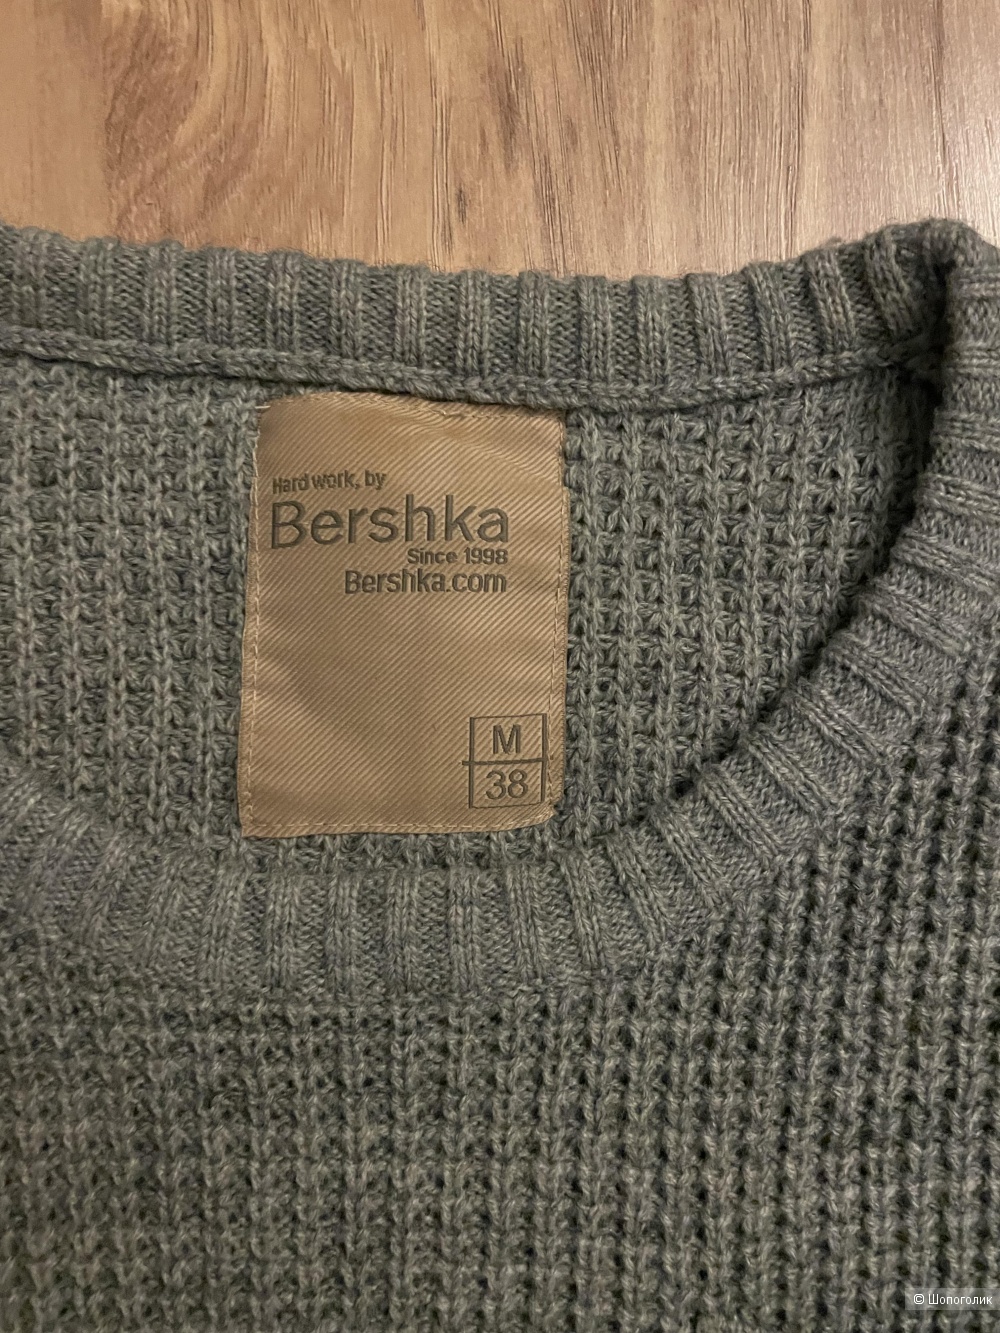 Hard work, by
Bershka
Since 1998
Bershka.com
M
38
© Шопоголик